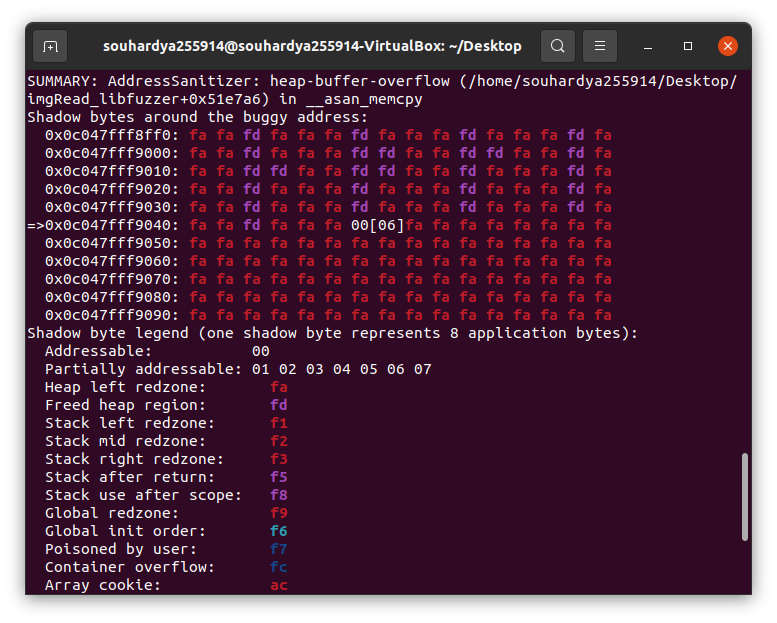 souhardya255914@souhardya255914-VirtualBox: ~/Desktop
SUMMARY: AddressSanitizer: heap-buffer-overflow (/home/souhardya255914/Desktop/
imgRead_libfuzzer+0x51e7a6) in __asan_memcpy
Shadow bytes around the buggy address:
  0x0c047fff8ff0: fa fa fd fa fa fa fd fa fa fa fd fa fa fa fd fa
  0x0c047fff9000: fa fa fd fa fa fa fd fd fa fa fd fd fa fa fd fa
  0x0c047fff9010: fa fa fd fd fa fa fd fd fa fa fd fa fa fa fd fa
  0x0c047fff9020: fa fa fd fa fa fa fd fa fa fa fd fa fa fa fd fa
  0x0c047fff9030: fa fa fd fa fa fa fd fa fa fa fd fa fa fa fd fa
=>0x0c047fff9040: fa fa fd fa fa fa 00[06]fa fa fa fa fa fa fa fa
  0x0c047fff9050: fa fa fa fa fa fa fa fa fa fa fa fa fa fa fa fa
  0x0c047fff9060: fa fa fa fa fa fa fa fa fa fa fa fa fa fa fa fa
  0x0c047fff9070: fa fa fa fa fa fa fa fa fa fa fa fa fa fa fa fa
  0x0c047fff9080: fa fa fa fa fa fa fa fa fa fa fa fa fa fa fa fa
  0x0c047fff9090: fa fa fa fa fa fa fa fa fa fa fa fa fa fa fa fa
Shadow byte legend (one shadow byte represents 8 application bytes):
  Addressable:           00
  Partially addressable: 01 02 03 04 05 06 07
  Heap left redzone:       fa
  Freed heap region:       fd
  Stack left redzone:      f1
  Stack mid redzone:       f2
  Stack right redzone:     f3
  Stack after return:      f5
  Stack use after scope:   f8
  Global redzone:          f9
  Global init order:       f6
  Poisoned by user:        f7
  Container overflow:      fc
  Array cookie:            ac